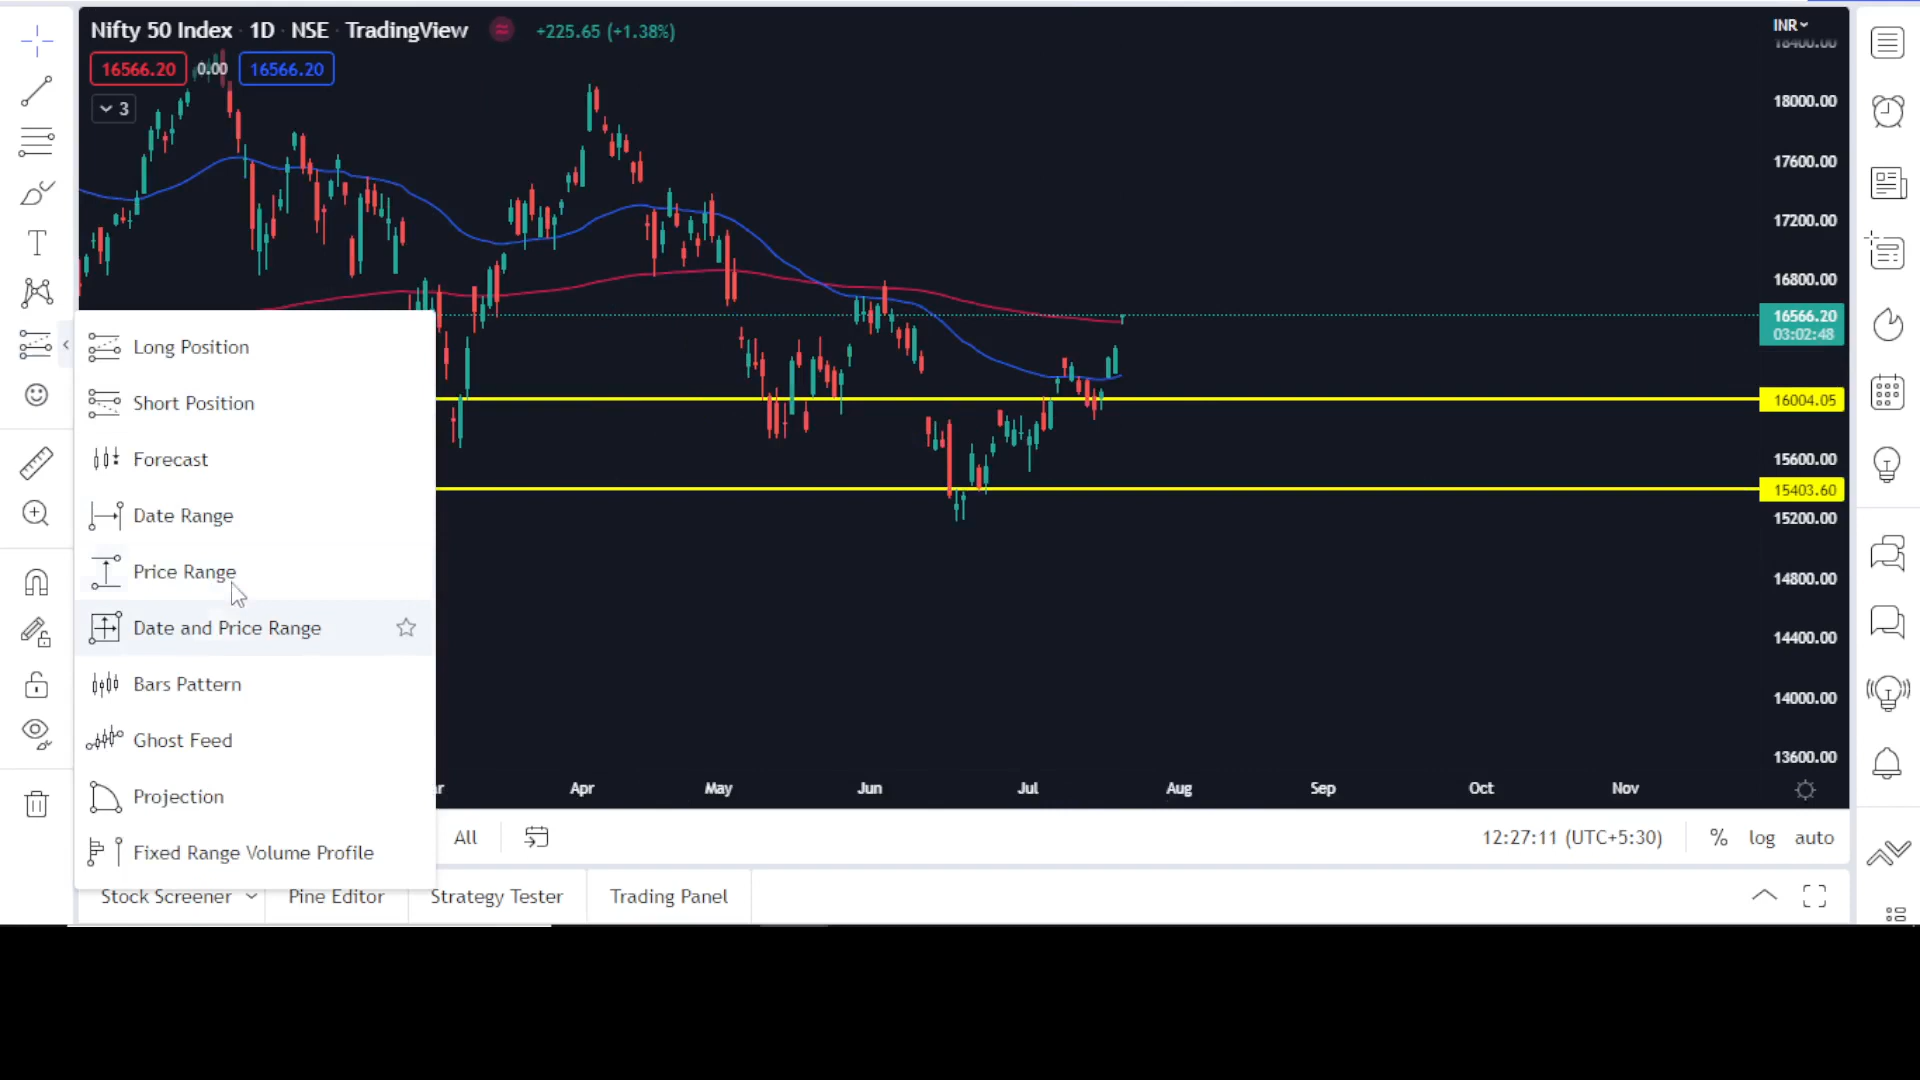 Nifty 50 Index · 1D · NSE · TradingView +225.65 (+1.38%)
INR
18400.00
16566.20 0.00 16566.20
3
18000.00
17600.00
17200.00
16800.00
16566.20
03:02:48
16004.05
15600.00
15403.60
15200.00
14800.00
14400.00
14000.00
13600.00
Long Position
Short Position
Forecast
Date Range
Price Range
Date and Price Range
Bars Pattern
Ghost Feed
Projection
Fixed Range Volume Profile
Apr May Jun Jul Aug Sep Oct Nov
All 12:27:11 (UTC+5:30) % log auto
Stock Screener Pine Editor Strategy Tester Trading Panel